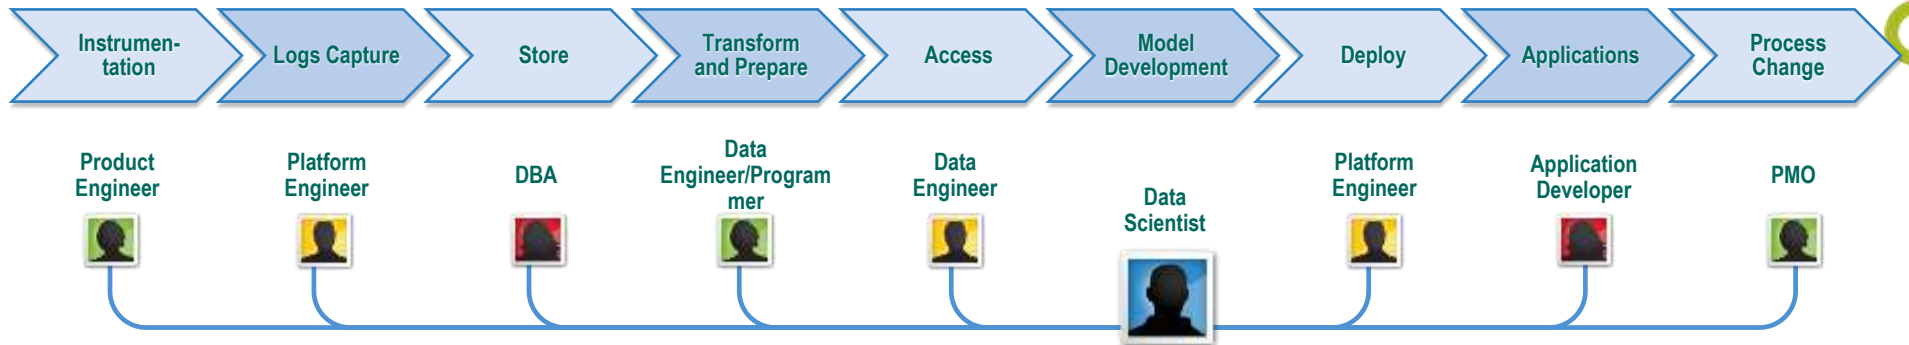 Instrumen-
tation
Logs Capture
Store
Transform
and Prepare
Access
Model
Development
Deploy
Applications
Process
Change
Product
Engineer
Platform
Engineer
DBA
Data
Engineer/Program
mer
Data
Engineer
Data
Scientist
Platform
Engineer
Application
Developer
PMO